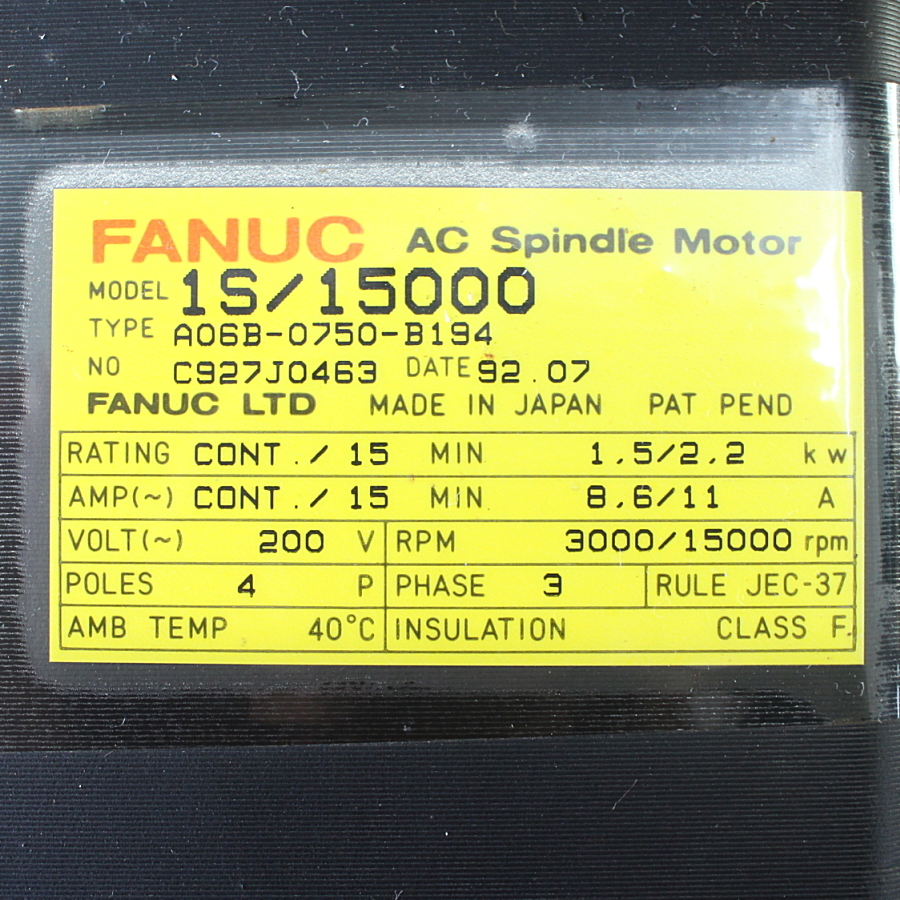 FANUC AC Spindle Motor
MODEL 1S/15000
TYPE A06B-0750-B194
NO C927J0463 DATE 92.07
FANUC LTD MADE IN JAPAN PAT PEND
RATING CONT./15 MIN 1.5/2.2 kw
AMP(~) CONT./15 MIN 8.6/11 A
VOLT(~) 200 V RPM 3000/15000 rpm
POLES 4 P PHASE 3 RULE JEC-37
AMB TEMP 40°C INSULATION CLASS F